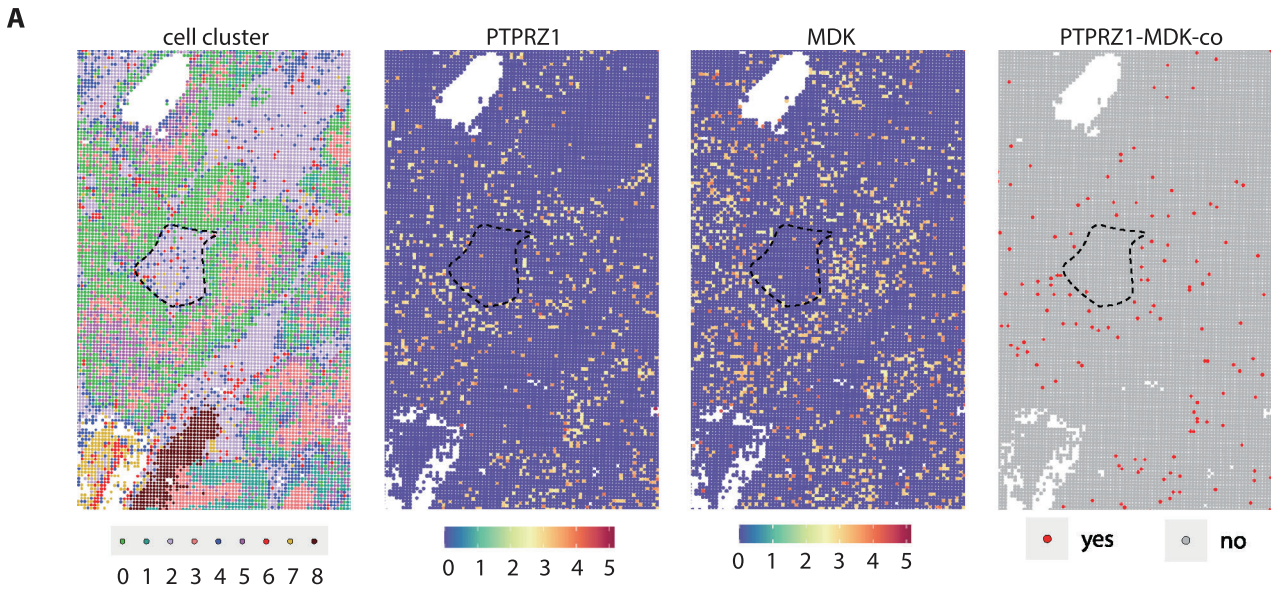 A
cell cluster
PTPRZ1
MDK
PTPRZ1-MDK-co
0 1 2 3 4 5 6 7 8
0 1 2 3 4 5
0 1 2 3 4 5
yes
no